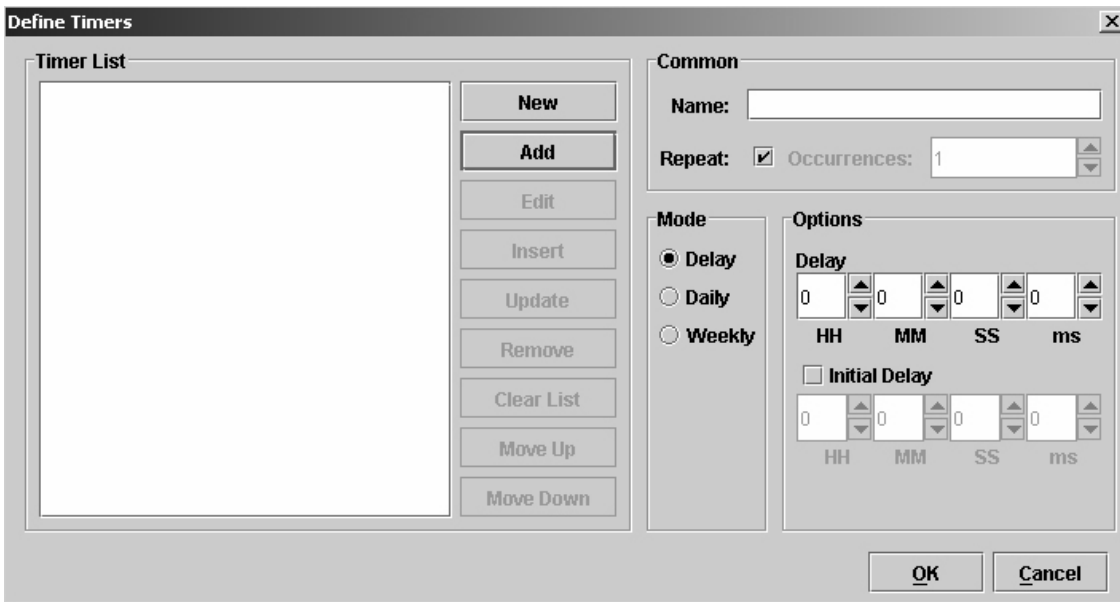 Define Timers
Timer List
New
Add
Edit
Insert
Update
Remove
Clear List
Move Up
Move Down
Common
Name:
Repeat: Occurrences: 1
Mode
Delay
Daily
Weekly
Options
Delay
0 0 0 0
HH MM SS ms
Initial Delay
0 0 0 0
HH MM SS ms
OK Cancel